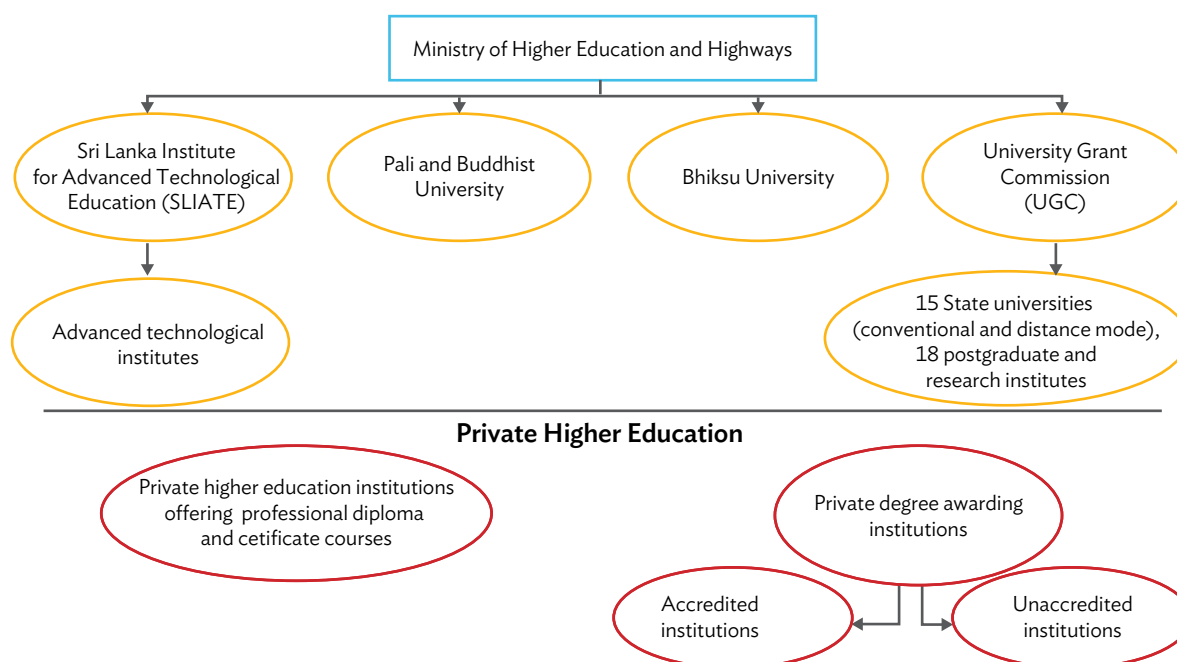 Ministry of Higher Education and Highways
Sri Lanka Institute
for Advanced Technological
Education (SLIATE)
Pali and Buddhist
University
Bhiksu University
University Grant
Commission
(UGC)
Advanced technological
institutes
15 State universities
(conventional and distance mode),
18 postgraduate and
research institutes
Private Higher Education
Private higher education institutions
offering professional diploma
and cetificate courses
Private degree awarding
institutions
Accredited
institutions
Unaccredited
institutions